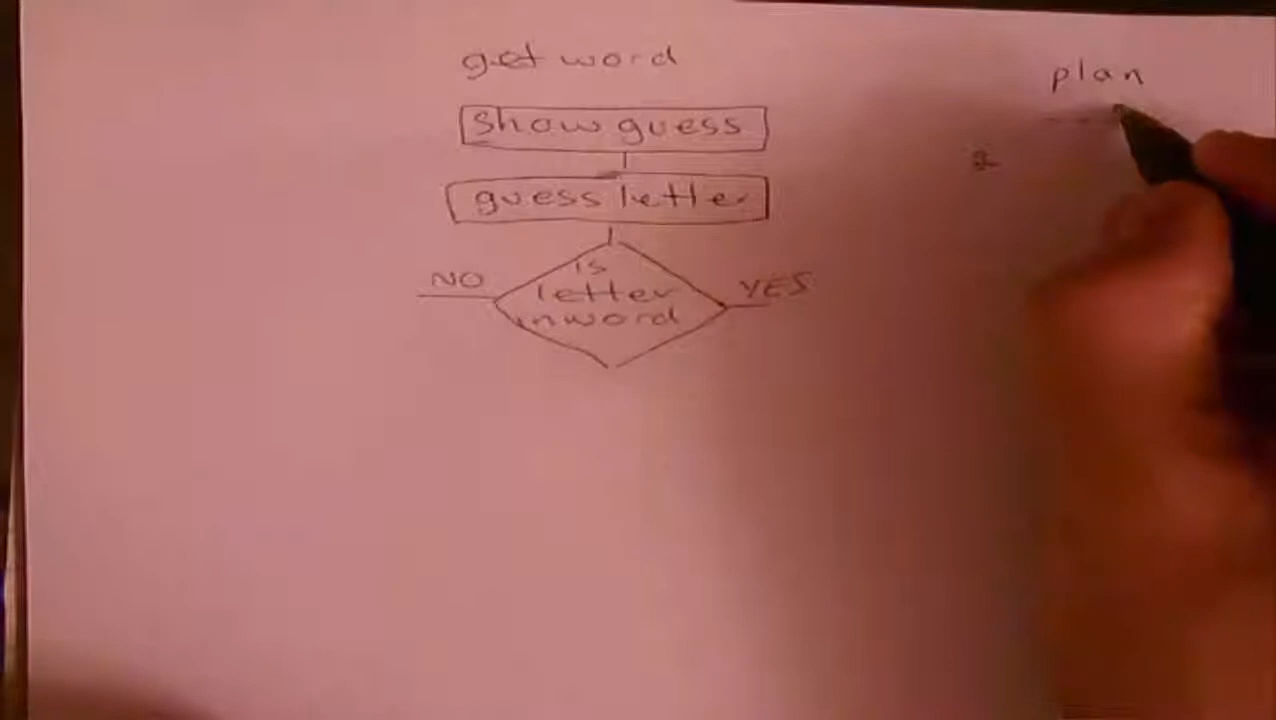 get word
plan
show guess
guess letter
a
is
NO
letter
YES
in word